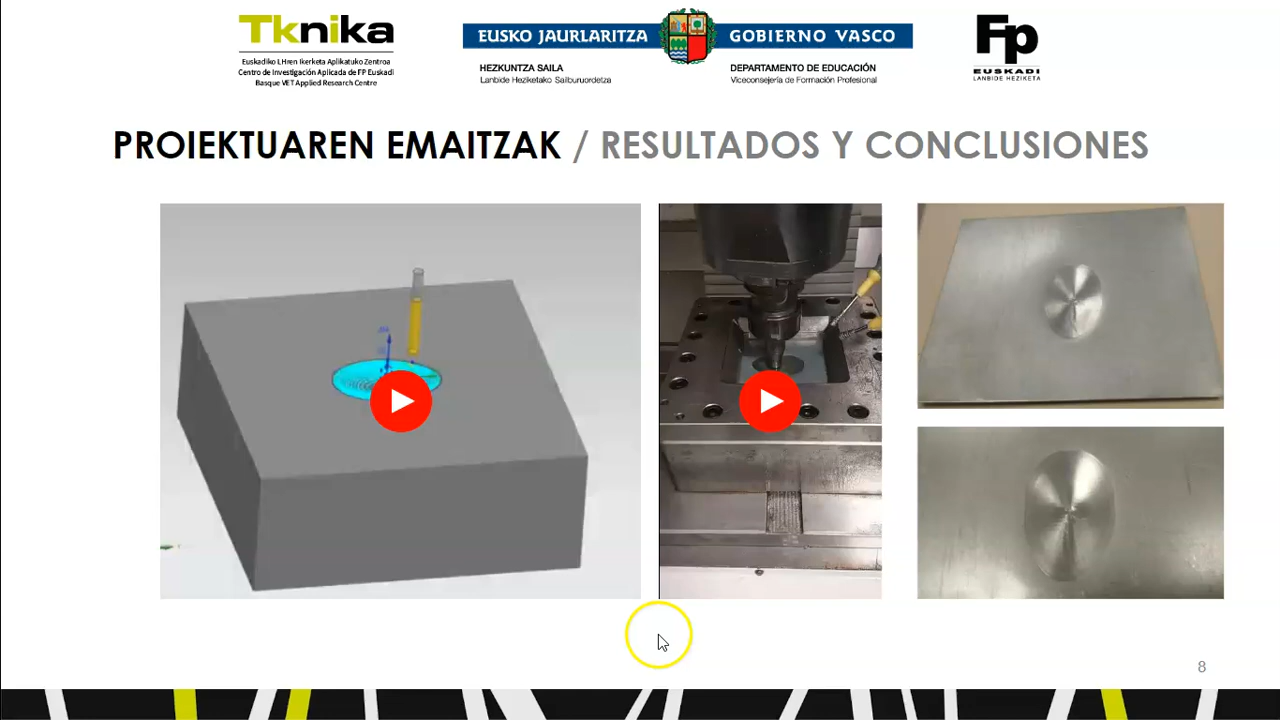 Tknika
Euskadiko LHren Ikerketa Aplikatuko Zentroa
Centro de Investigación Aplicada de FP Euskadi
Basque VET Applied Research Centre
EUSKO JAURLARITZA
GOBIERNO VASCO
HEZKUNTZA SAILA
Lanbide Heziketako Sailburuordetza
DEPARTAMENTO DE EDUCACIÓN
Viceconsejería de Formación Profesional
Fp
EUSKADI
LANBIDE HEZIKETA
PROIEKTUAREN EMAITZAK / RESULTADOS Y CONCLUSIONES
8